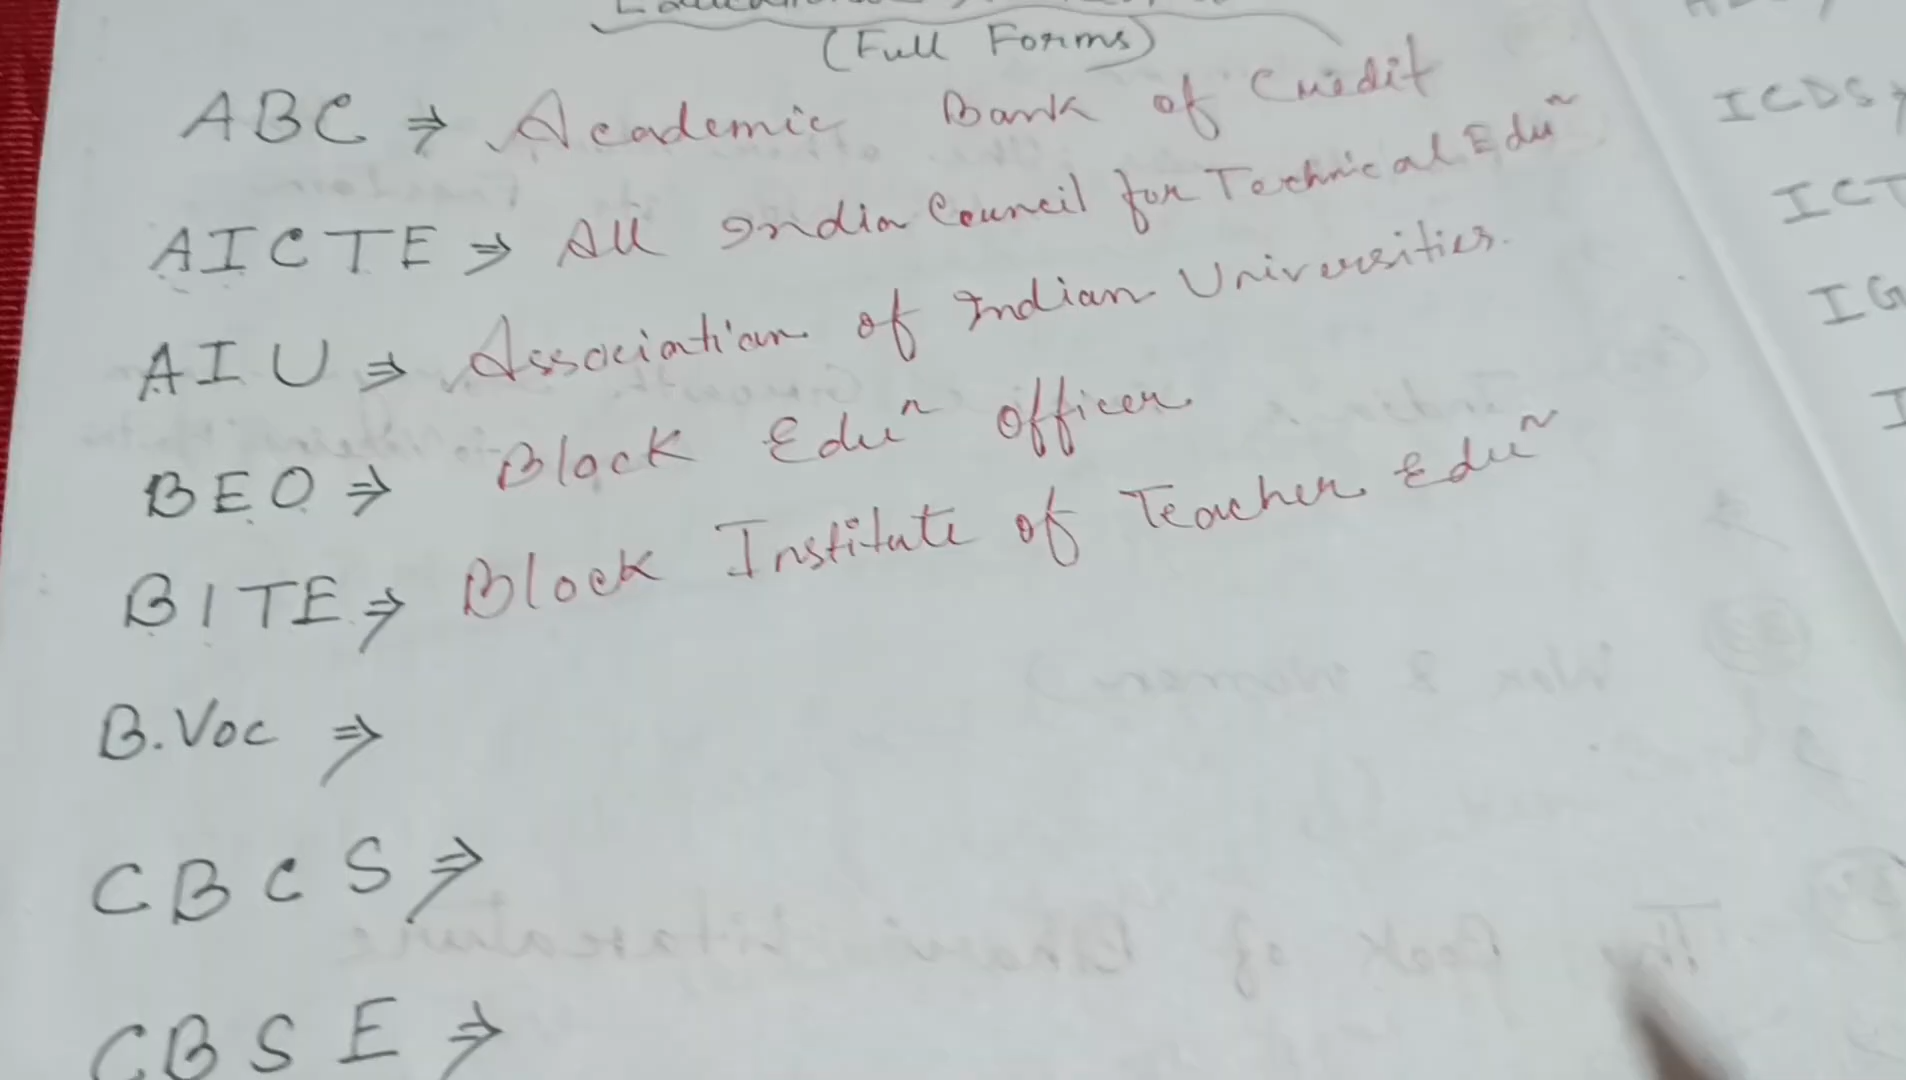 (Full Forms)
ABC ⇒ Academic Bank of Credit
AICTE ⇒ All India Council for Technical Eduⁿ
AIU ⇒ Association of Indian Universities.
BEO ⇒ Block Eduⁿ officer
BITE ⇒ Block Institute of Teacher Eduⁿ
B.Voc ⇒
CBCS ⇒
CBSE ⇒
ICDS
ICT
IG
I